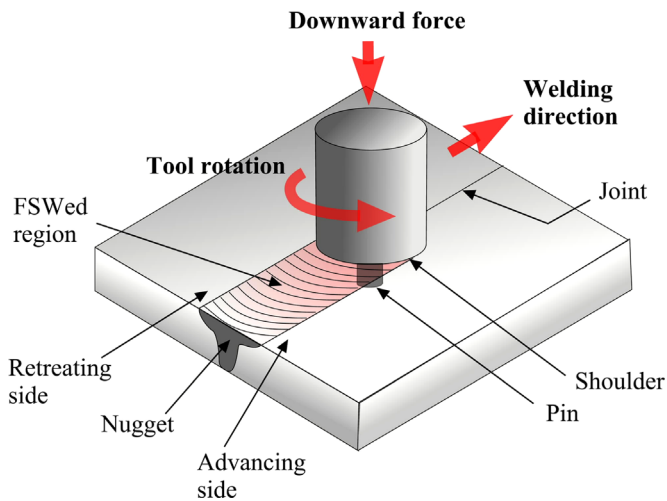 Downward force
Welding
direction
Tool rotation
Joint
FSWed
region
Retreating
side
Shoulder
Nugget
Pin
Advancing
side